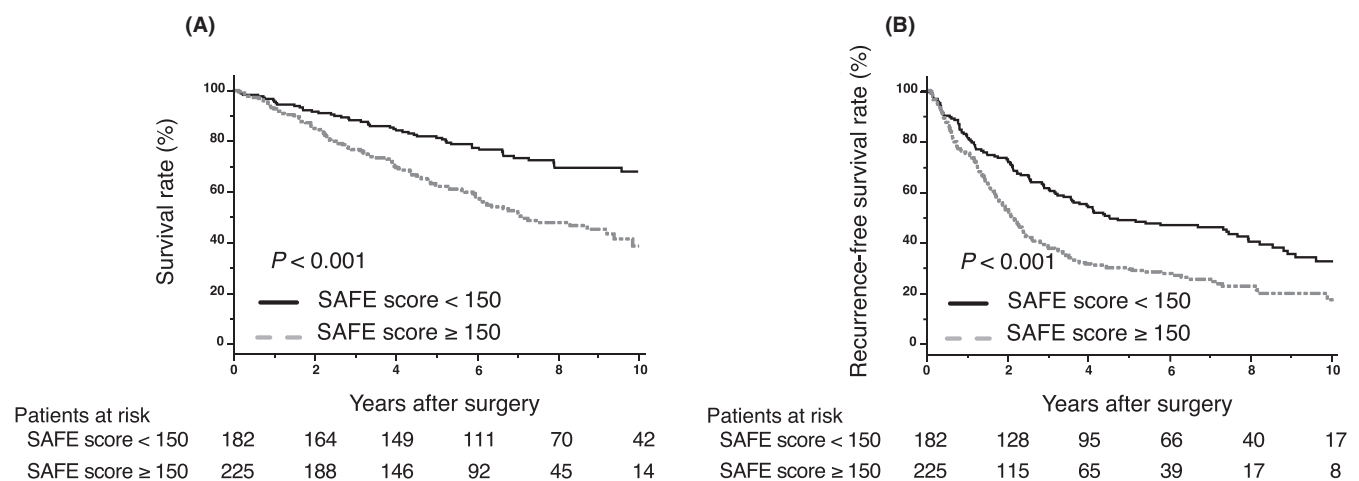 (A)
Survival rate (%)
100
80
60
40
20
0
P < 0.001
SAFE score < 150
SAFE score ≥ 150
0 2 4 6 8 10
Years after surgery
Patients at risk
SAFE score < 150 182 164 149 111 70 42
SAFE score ≥ 150 225 188 146 92 45 14
(B)
Recurrence-free survival rate (%)
100
80
60
40
20
0
P < 0.001
SAFE score < 150
SAFE score ≥ 150
0 2 4 6 8 10
Years after surgery
Patients at risk
SAFE score < 150 182 128 95 66 40 17
SAFE score ≥ 150 225 115 65 39 17 8